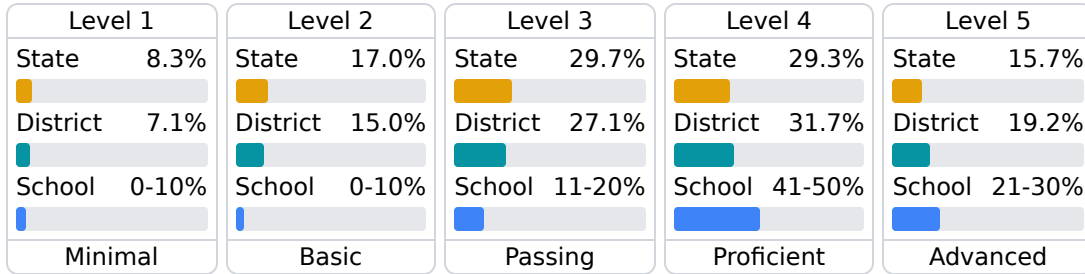 Level 1
State 8.3%
District 7.1%
School 0-10%
Minimal
Level 2
State 17.0%
District 15.0%
School 0-10%
Basic
Level 3
State 29.7%
District 27.1%
School 11-20%
Passing
Level 4
State 29.3%
District 31.7%
School 41-50%
Proficient
Level 5
State 15.7%
District 19.2%
School 21-30%
Advanced